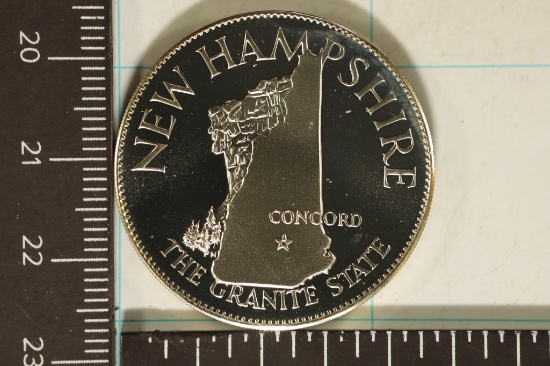 NEW HAMPSHIRE
CONCORD
THE GRANITE STATE
20
21
22
23